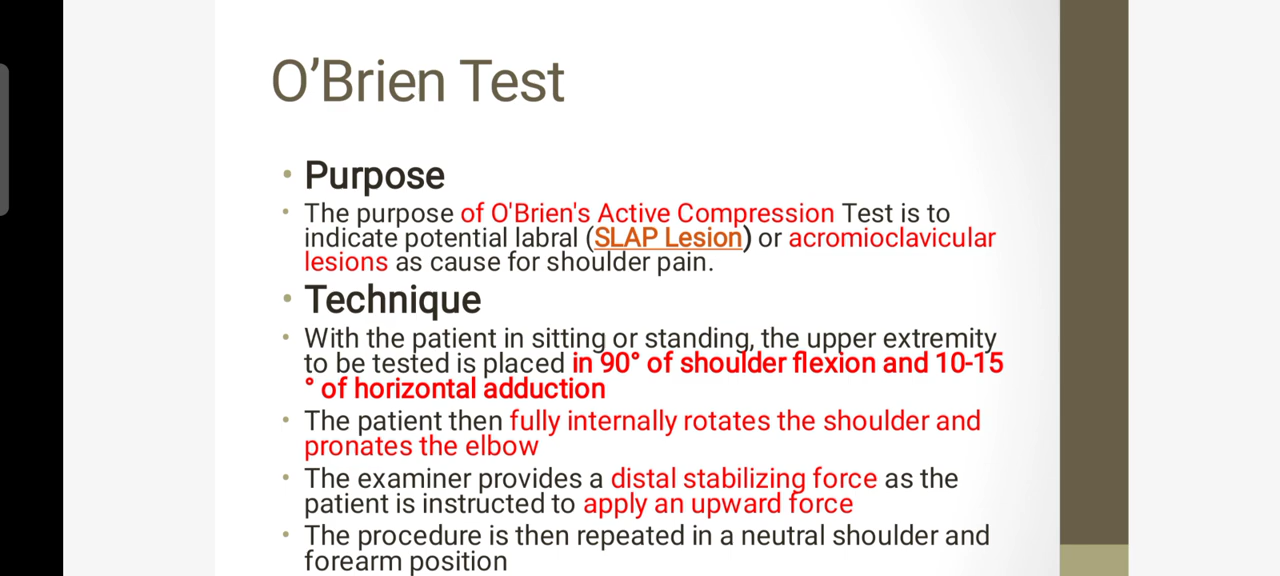 O’Brien Test
• Purpose
• The purpose of O'Brien's Active Compression Test is to
indicate potential labral (SLAP Lesion) or acromioclavicular
lesions as cause for shoulder pain.
• Technique
• With the patient in sitting or standing, the upper extremity
to be tested is placed in 90° of shoulder flexion and 10-15
° of horizontal adduction
• The patient then fully internally rotates the shoulder and
pronates the elbow
• The examiner provides a distal stabilizing force as the
patient is instructed to apply an upward force
• The procedure is then repeated in a neutral shoulder and
forearm position